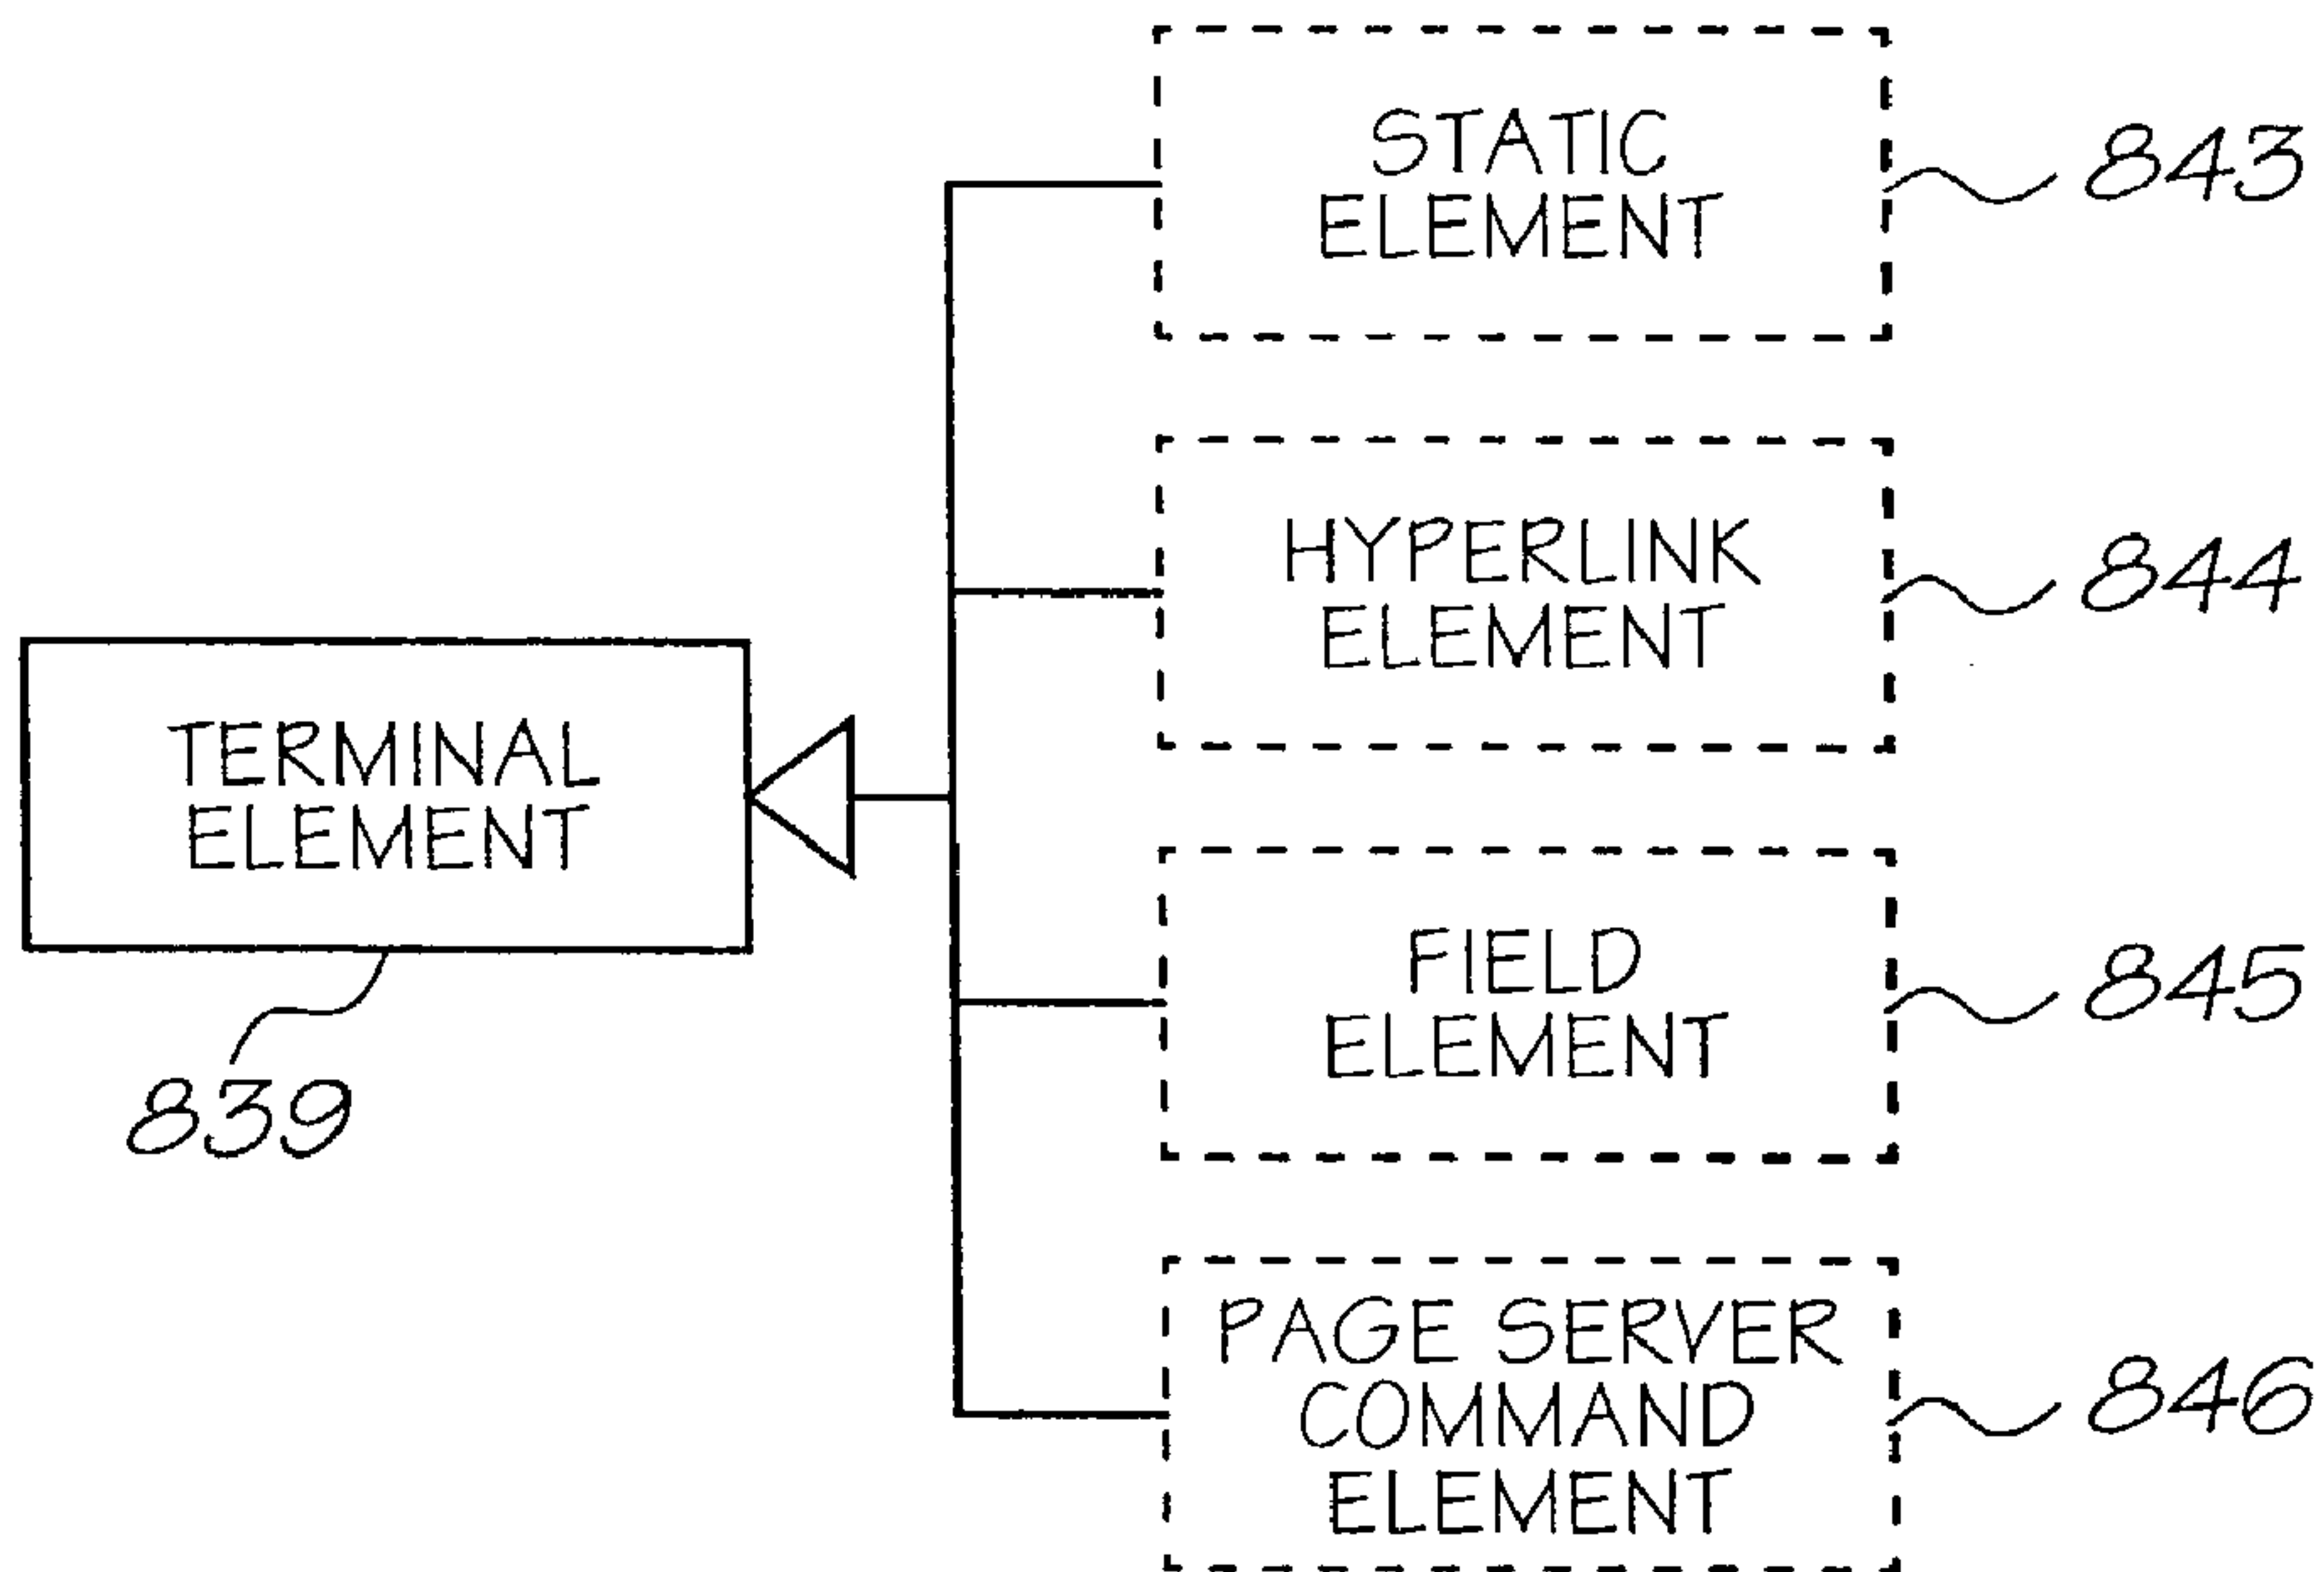 STATIC
ELEMENT
843
HYPERLINK
ELEMENT
844
TERMINAL
ELEMENT
839
FIELD
ELEMENT
845
PAGE SERVER
COMMAND
ELEMENT
846